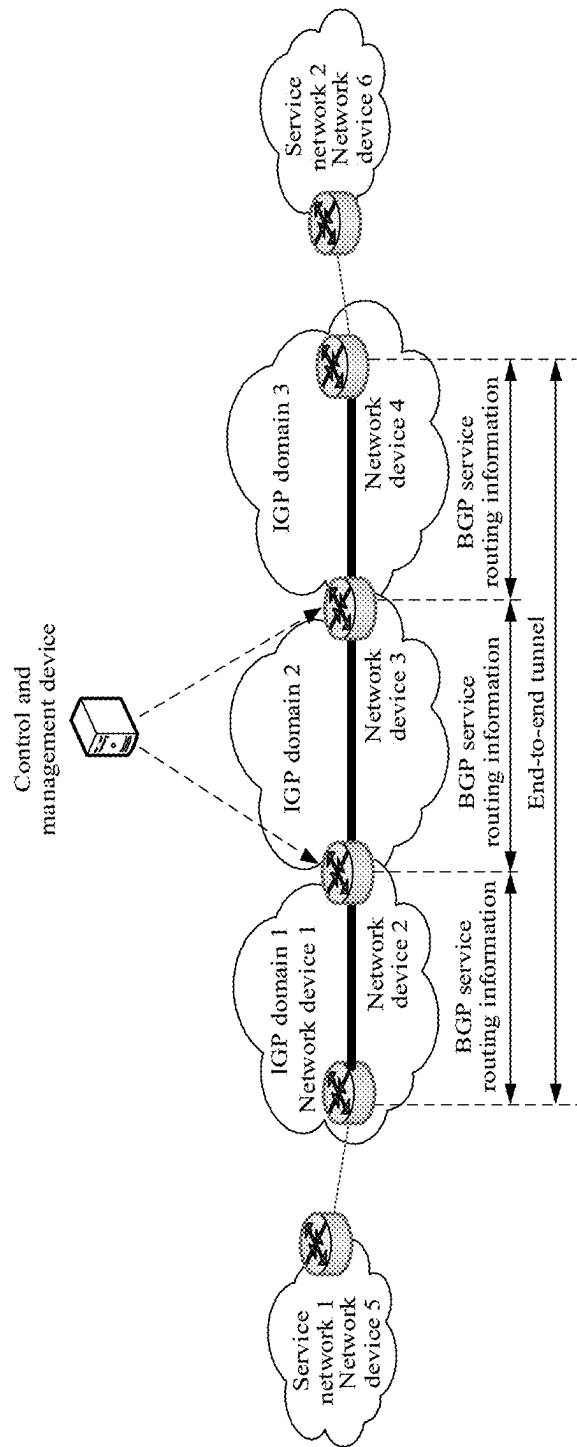 Control and
management device
Service
network 1
Network
device 5
IGP domain 1
Network device 1
Network
device 2
IGP domain 2
Network
device 3
IGP domain 3
Network
device 4
Service
network 2
Network
device 6
BGP service
routing information
BGP service
routing information
BGP service
routing information
End-to-end tunnel